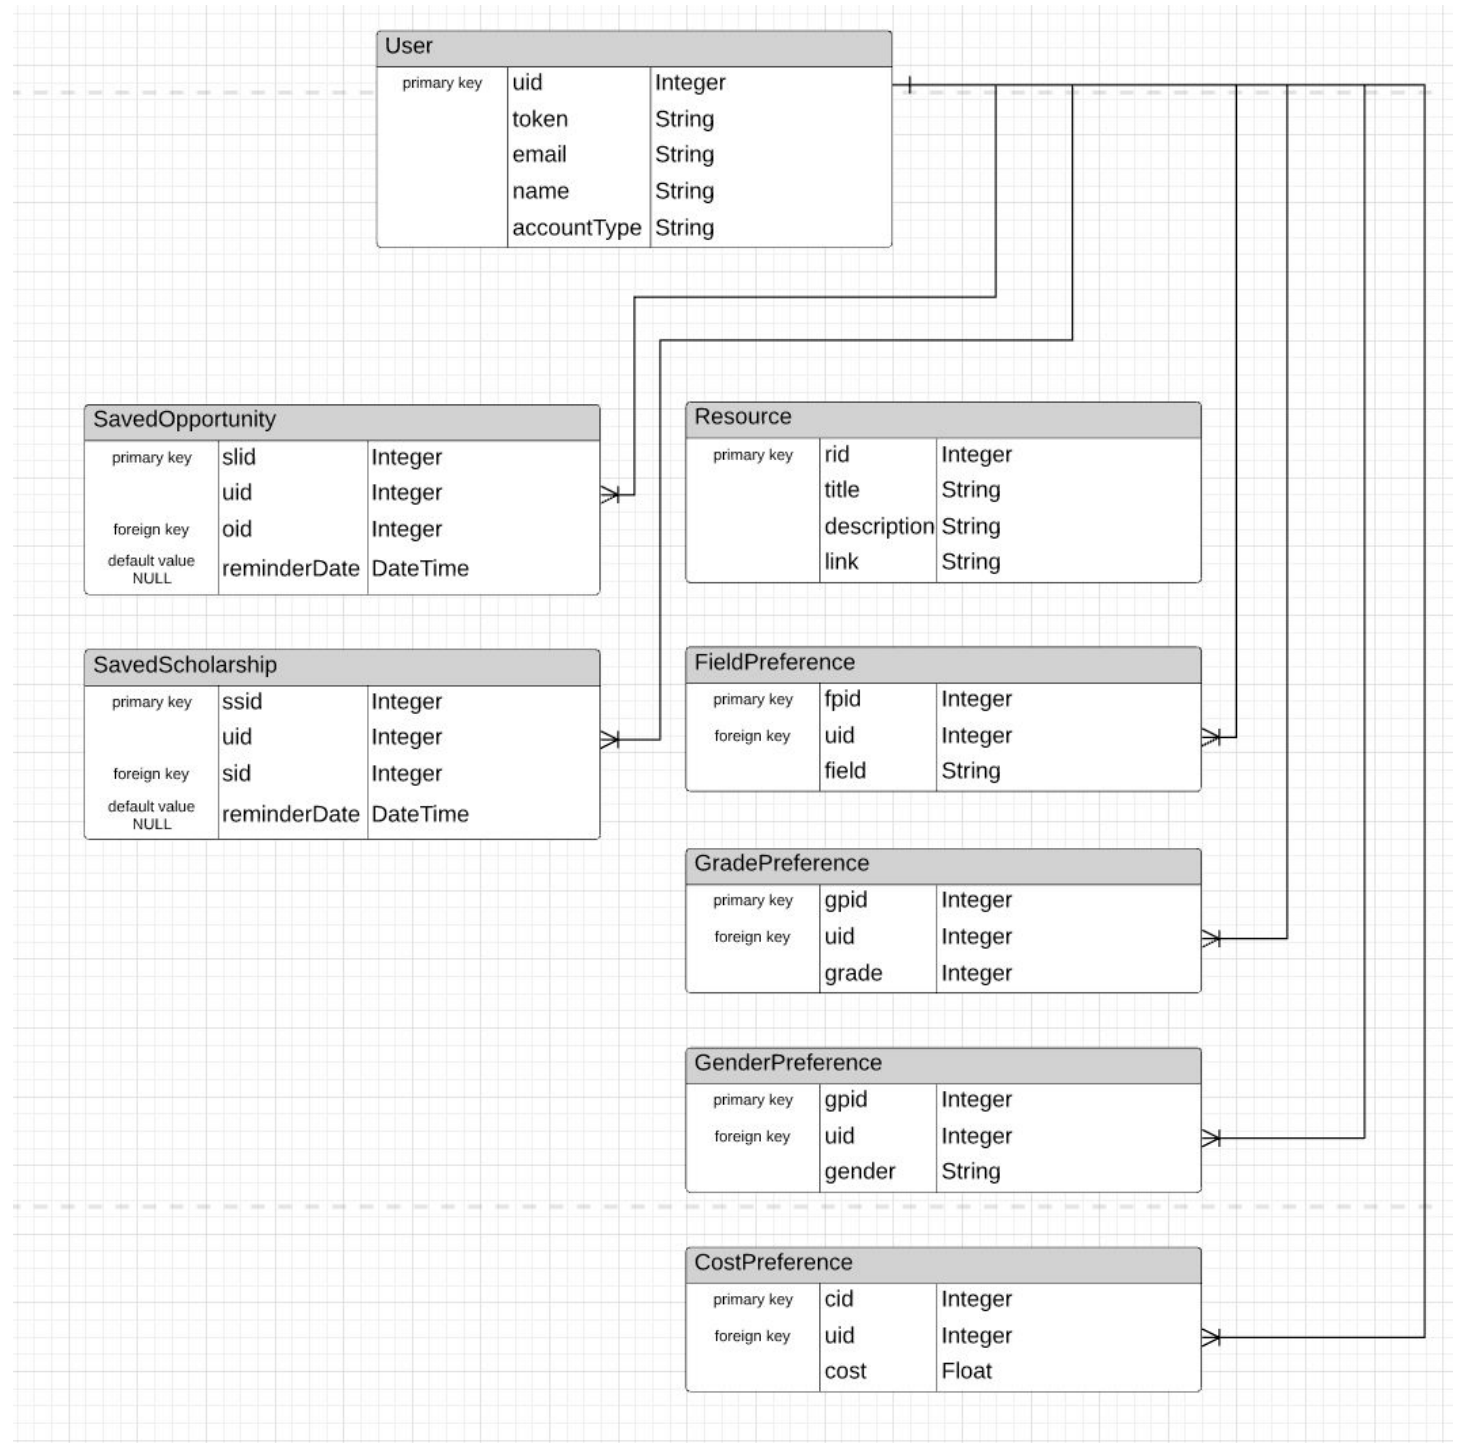 User
primary key uid Integer
token String
email String
name String
accountType String
SavedOpportunity
primary key slid Integer
uid Integer
foreign key oid Integer
default value
NULL reminderDate DateTime
Resource
primary key rid Integer
title String
description String
link String
SavedScholarship
primary key ssid Integer
uid Integer
foreign key sid Integer
default value
NULL reminderDate DateTime
FieldPreference
primary key fpid Integer
foreign key uid Integer
field String
GradePreference
primary key gpid Integer
foreign key uid Integer
grade Integer
GenderPreference
primary key gpid Integer
foreign key uid Integer
gender String
CostPreference
primary key cid Integer
foreign key uid Integer
cost Float